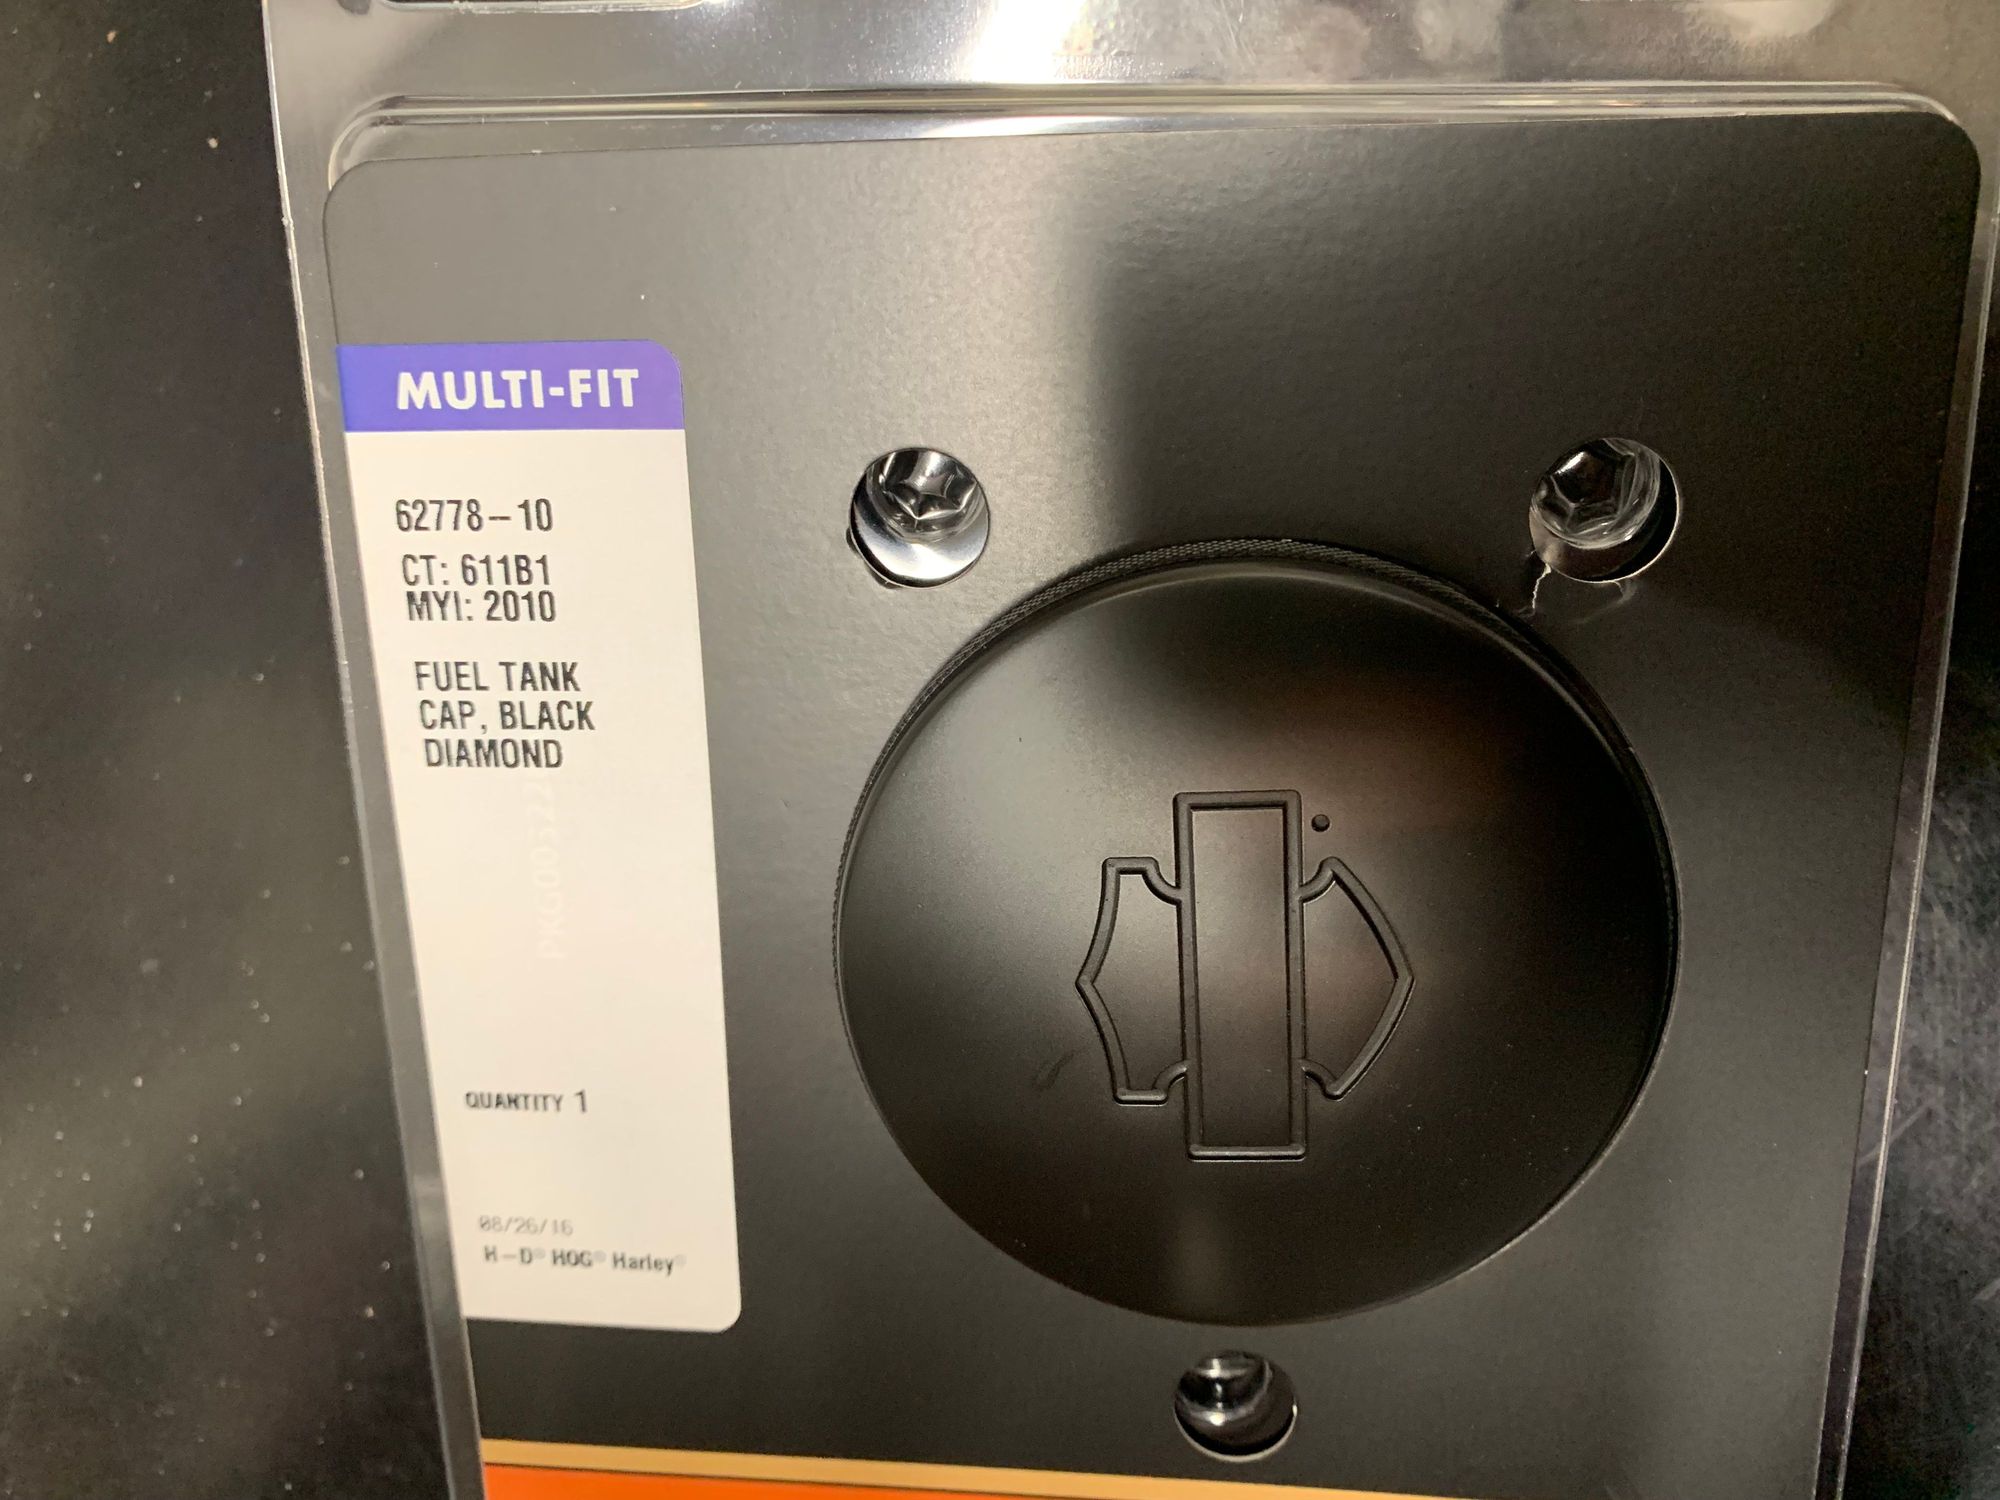 MULTI-FIT
62778-10
CT: 611B1
MYI: 2010
FUEL TANK
CAP, BLACK
DIAMOND
QUANTITY 1
08/26/16
H-D® HOG® Harley®